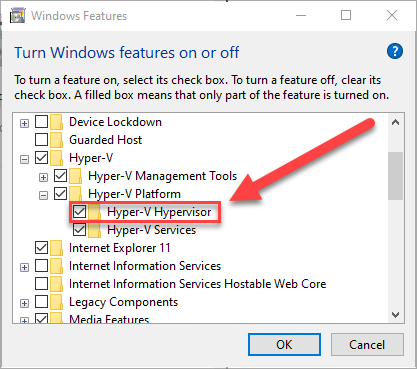 Windows Features
Turn Windows features on or off
?
To turn a feature on, select its check box. To turn a feature off, clear its
check box. A filled box means that only part of the feature is turned on.
Device Lockdown
Guarded Host
Hyper-V
Hyper-V Management Tools
Hyper-V Platform
Hyper-V Hypervisor
Hyper-V Services
Internet Explorer 11
Internet Information Services
Internet Information Services Hostable Web Core
Legacy Components
Media Features
OK
Cancel